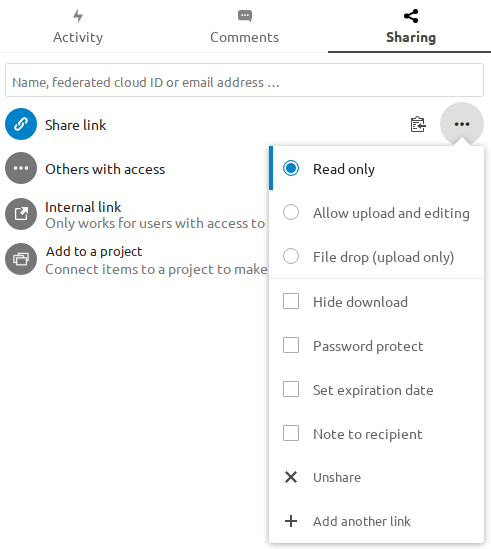 Activity
Comments
Sharing
Name, federated cloud ID or email address …
Share link
Others with access
Internal link
Only works for users with access to
Add to a project
Connect items to a project to make
Read only
Allow upload and editing
File drop (upload only)
Hide download
Password protect
Set expiration date
Note to recipient
Unshare
Add another link